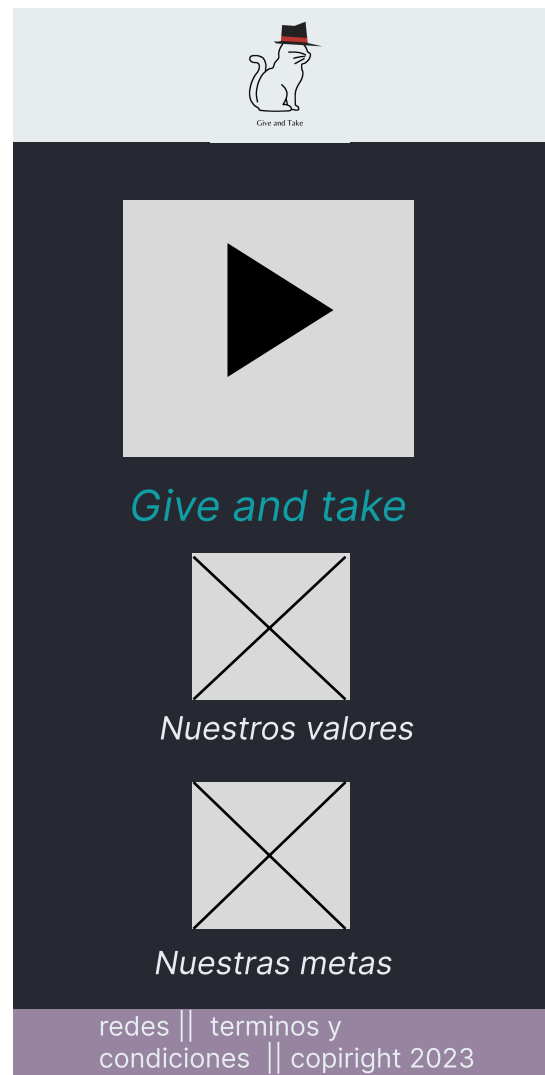 Give and Take
Give and take
Nuestros valores
Nuestras metas
redes || terminos y
condiciones || copiright 2023